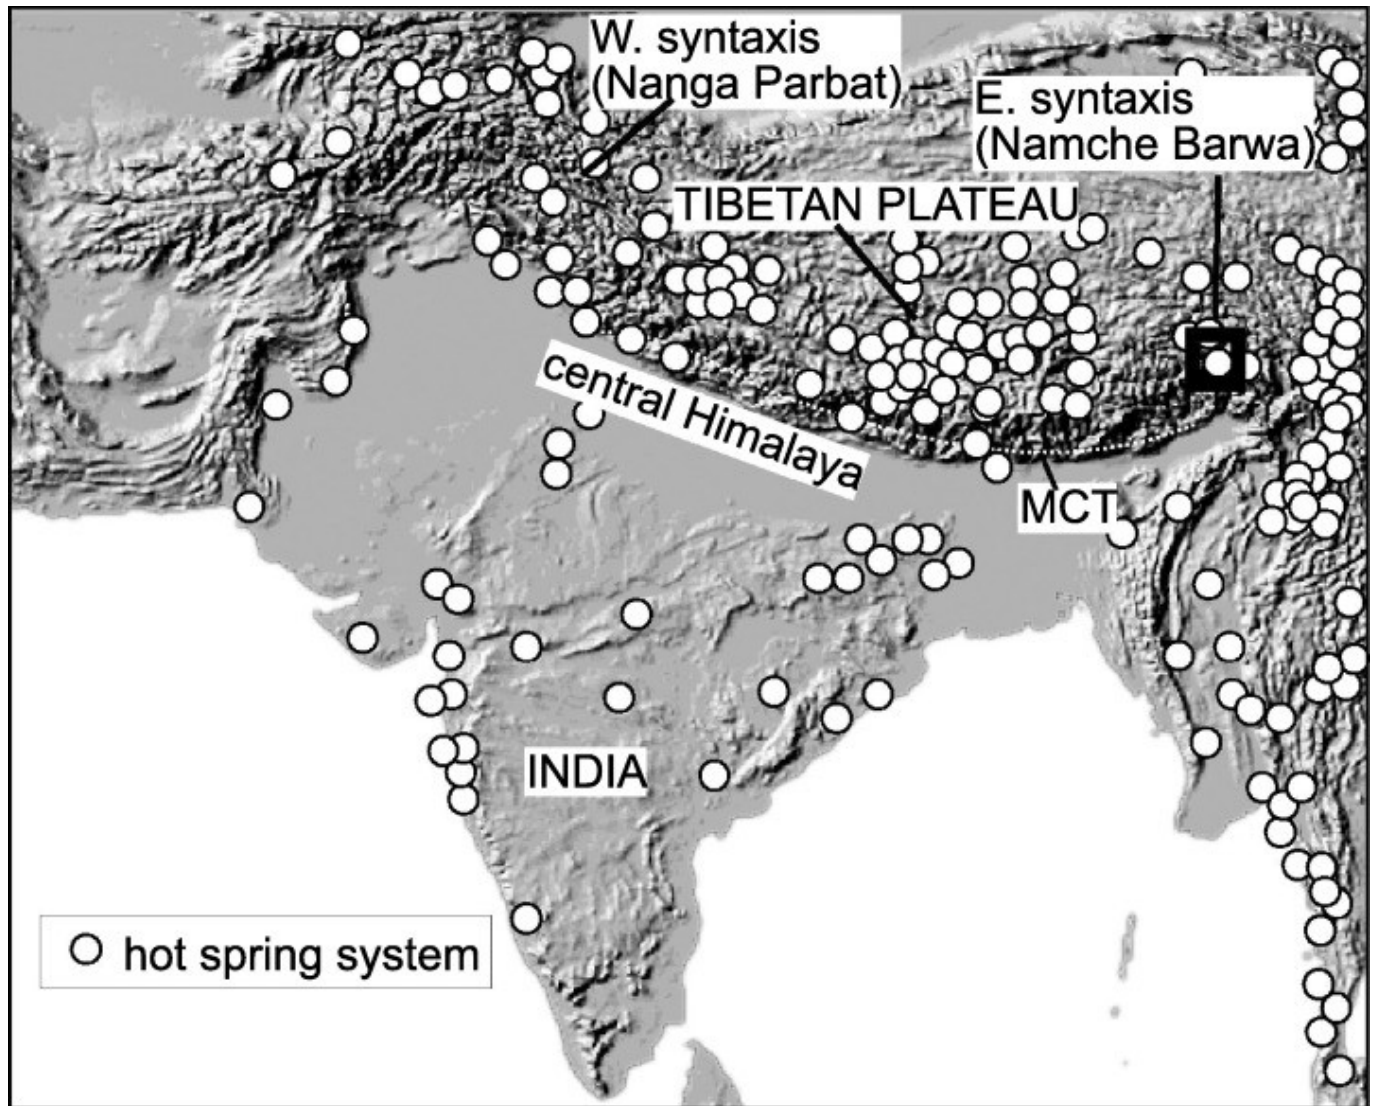 W. syntaxis
(Nanga Parbat)
E. syntaxis
(Namche Barwa)
TIBETAN PLATEAU
central Himalaya
MCT
INDIA
hot spring system